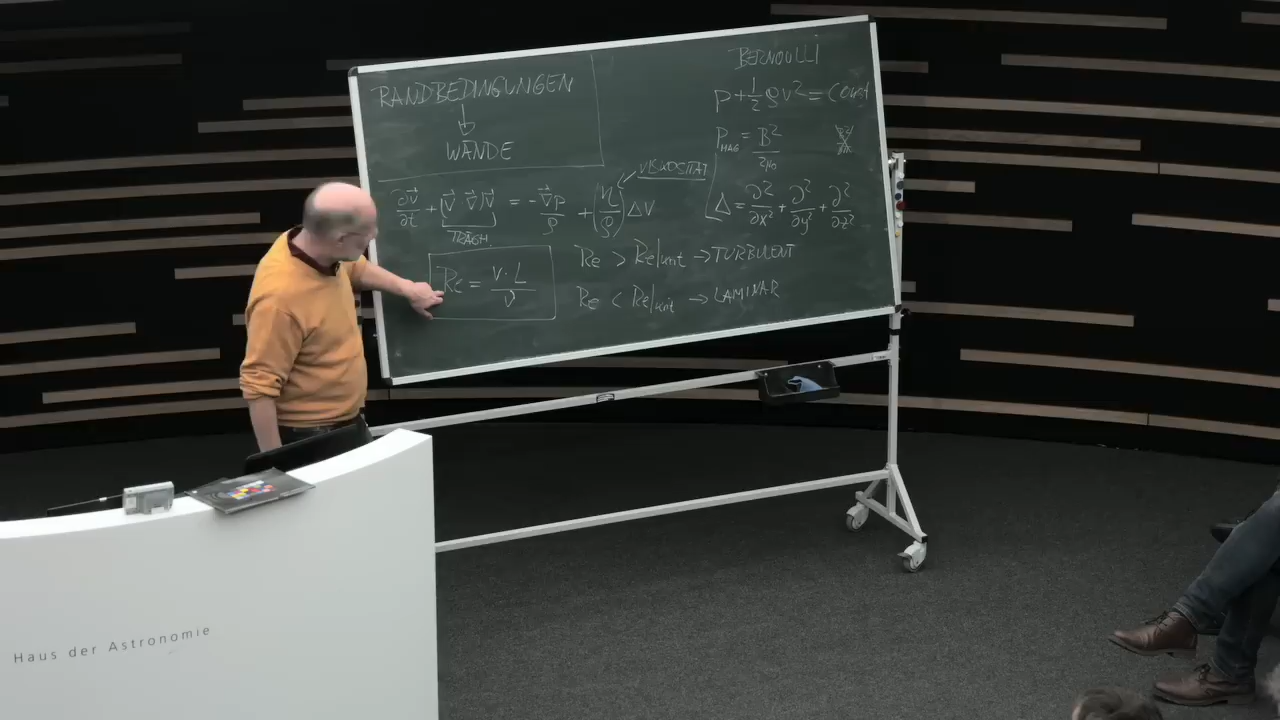 RANDBEDINGUNGEN
↓
WÄNDE
BERNOULLI
P + 1/2 ρv² = const
P_MAG = B²/2μ₀
VISKOSITÄT
∂v⃗/∂t + (v⃗ ∇⃗)v⃗ = -∇⃗p/ρ + (η/ρ) Δv
TRÄGH.
Δ = ∂²/∂x² + ∂²/∂y² + ∂²/∂z²
Re = v·L/ν
Re > Re|krit → TURBULENT
Re < Re|krit → LAMINAR
Haus der Astronomie